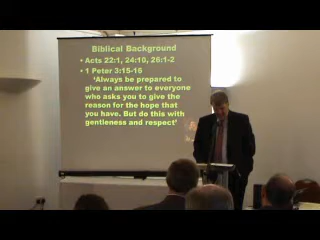 Biblical Background
• Acts 22:1, 24:10, 26:1-2
• 1 Peter 3:15-16
‘Always be prepared to
give an answer to everyone
who asks you to give the
reason for the hope that
you have. But do this with
gentleness and respect’